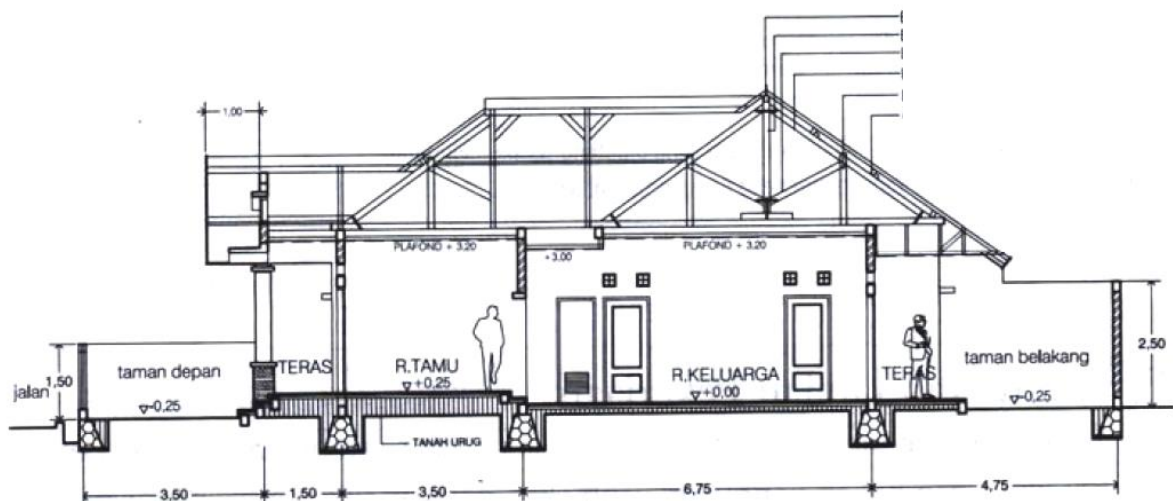 1,00
PLAFOND + 3.20
+ 3.00
PLAFOND + 3.20
2,50
jalan
1,50
taman depan
TERAS
R.TAMU
R.KELUARGA
TERAS
taman belakang
+0,25
+0,00
-0,25
-0,25
TANAH URUG
3,50
1,50
3,50
6,75
4,75